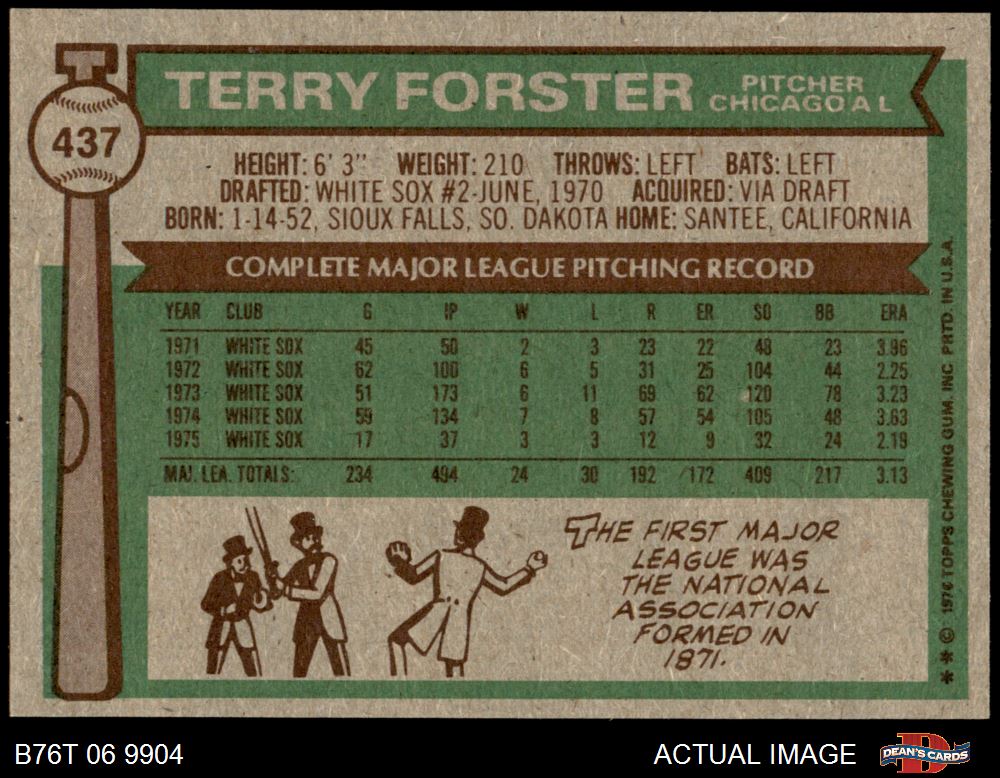 TERRY FORSTER
PITCHER
CHICAGO A L
437
HEIGHT: 6' 3" WEIGHT: 210 THROWS: LEFT BATS: LEFT
DRAFTED: WHITE SOX #2-JUNE, 1970 ACQUIRED: VIA DRAFT
BORN: 1-14-52, SIOUX FALLS, SO. DAKOTA HOME: SANTEE, CALIFORNIA
COMPLETE MAJOR LEAGUE PITCHING RECORD
YEAR CLUB G IP W L R ER SO BB ERA
1971 WHITE SOX 45 50 2 3 23 22 48 23 3.96
1972 WHITE SOX 62 100 6 5 31 25 104 44 2.25
1973 WHITE SOX 51 173 6 11 69 62 120 78 3.23
1974 WHITE SOX 59 134 7 8 57 54 105 48 3.63
1975 WHITE SOX 17 37 3 3 12 9 32 24 2.19
MAJ. LEA. TOTALS: 234 494 24 30 192 172 409 217 3.13
THE FIRST MAJOR
LEAGUE WAS
THE NATIONAL
ASSOCIATION
FORMED IN
1871.
** © 1976 TOPPS CHEWING GUM, INC. PRTD. IN U.S.A.
B76T 06 9904
ACTUAL IMAGE
DEAN'S CARDS